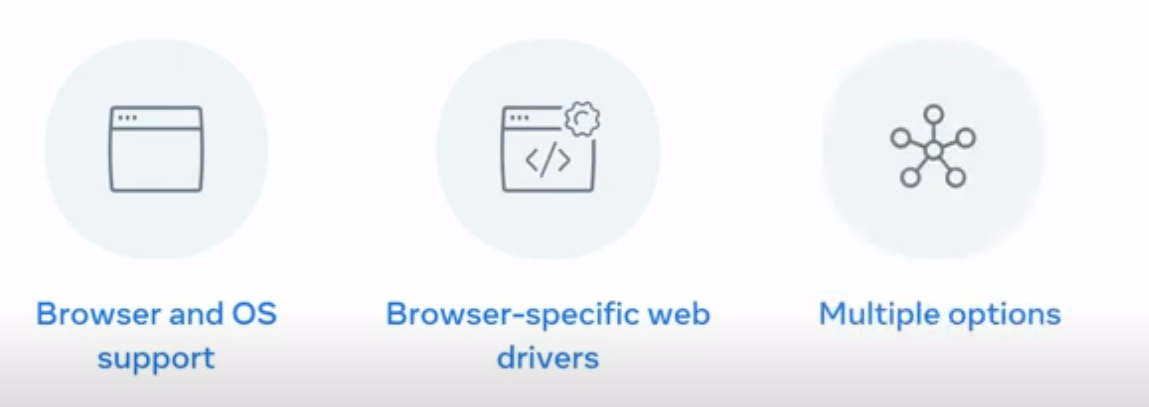 Browser and OS
support
Browser-specific web
drivers
Multiple options